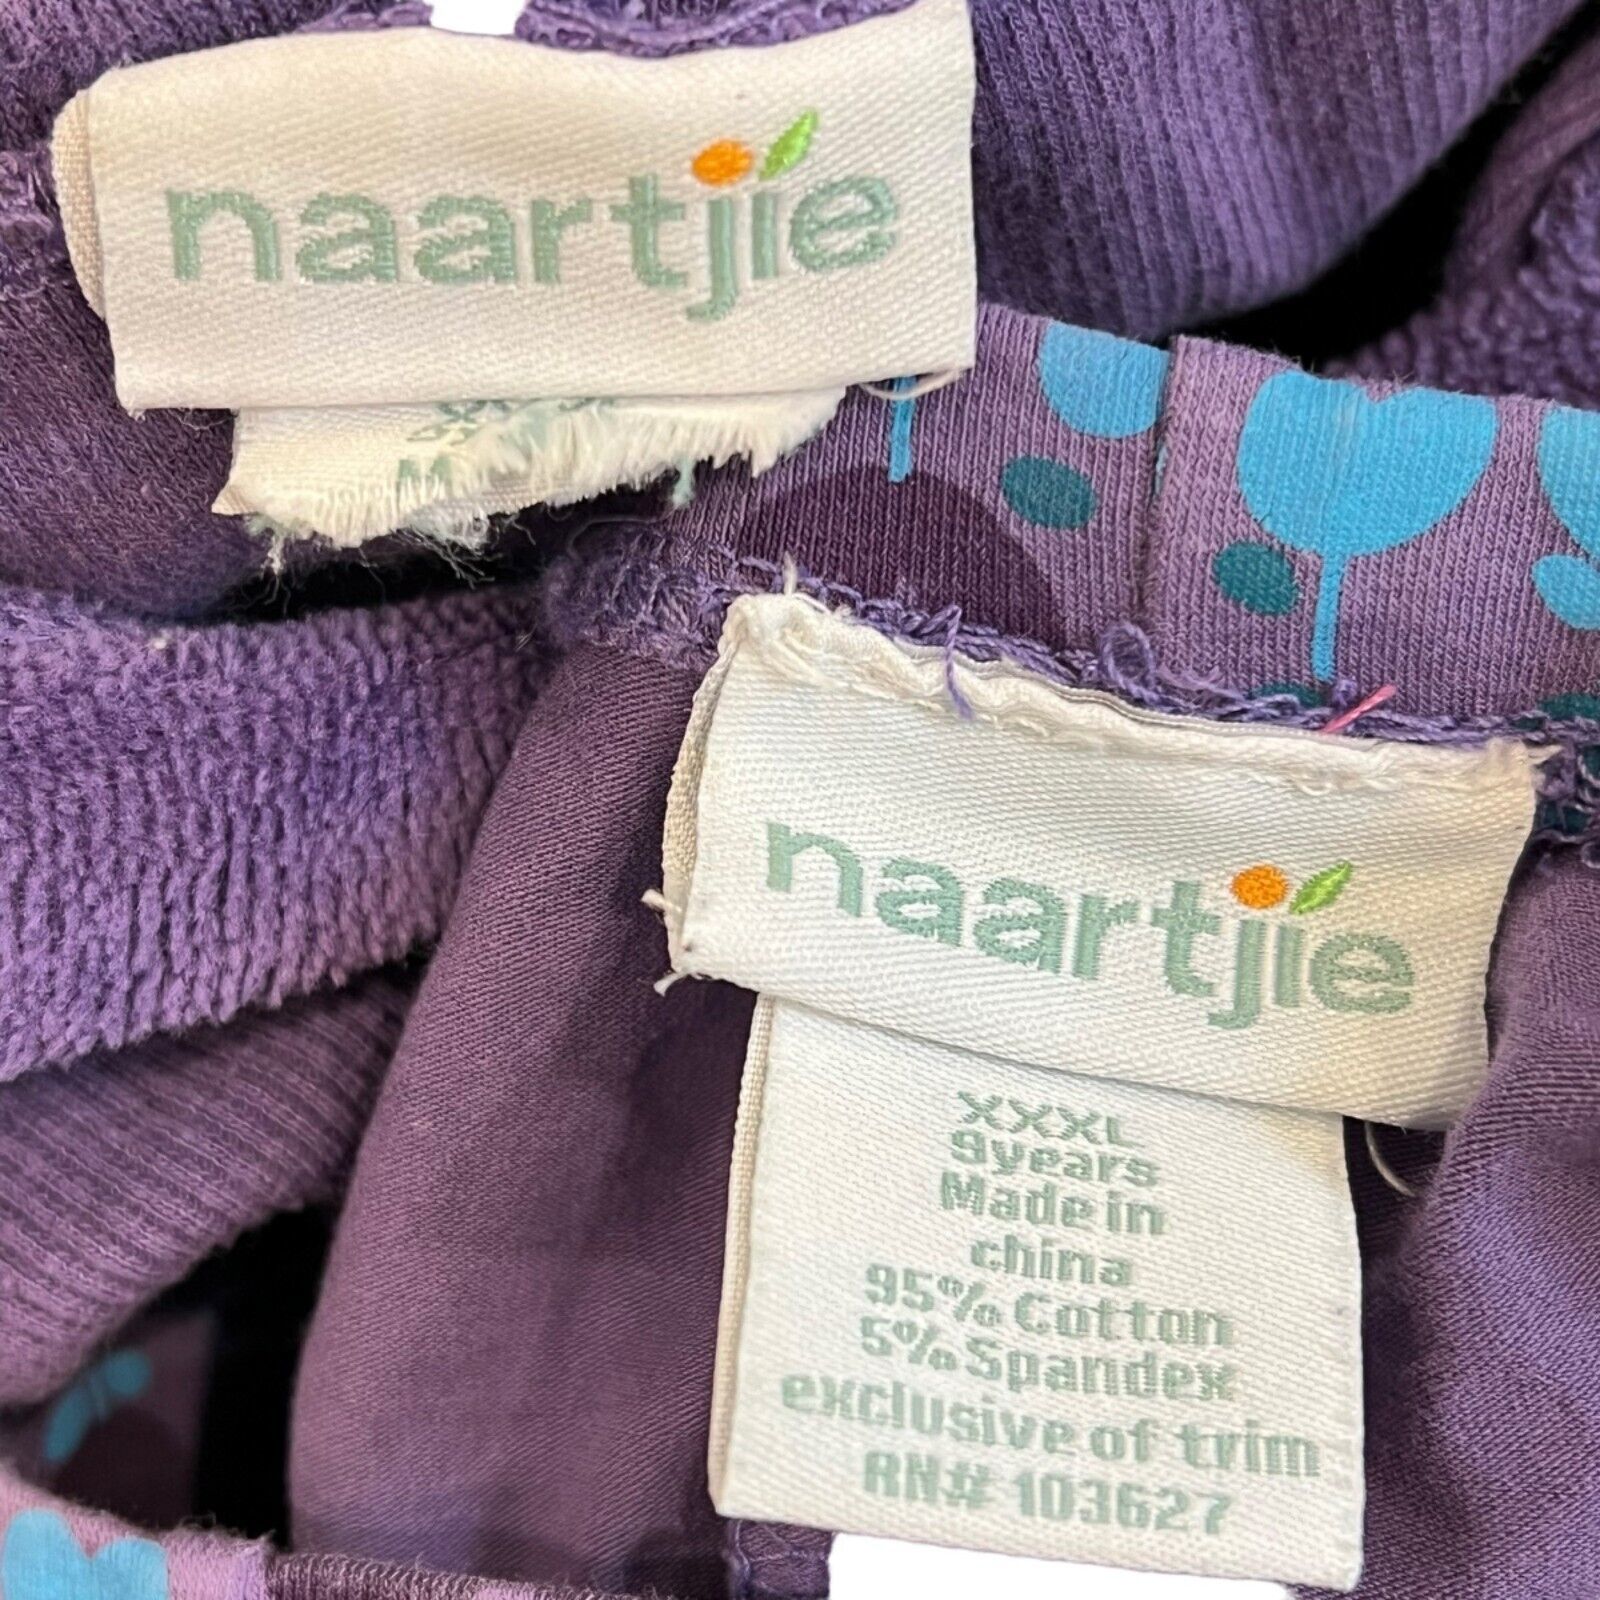 naartjie
M
naartjie
XXXL
9years
Made in
china
95% Cotton
5% Spandex
exclusive of trim
RN# 103627